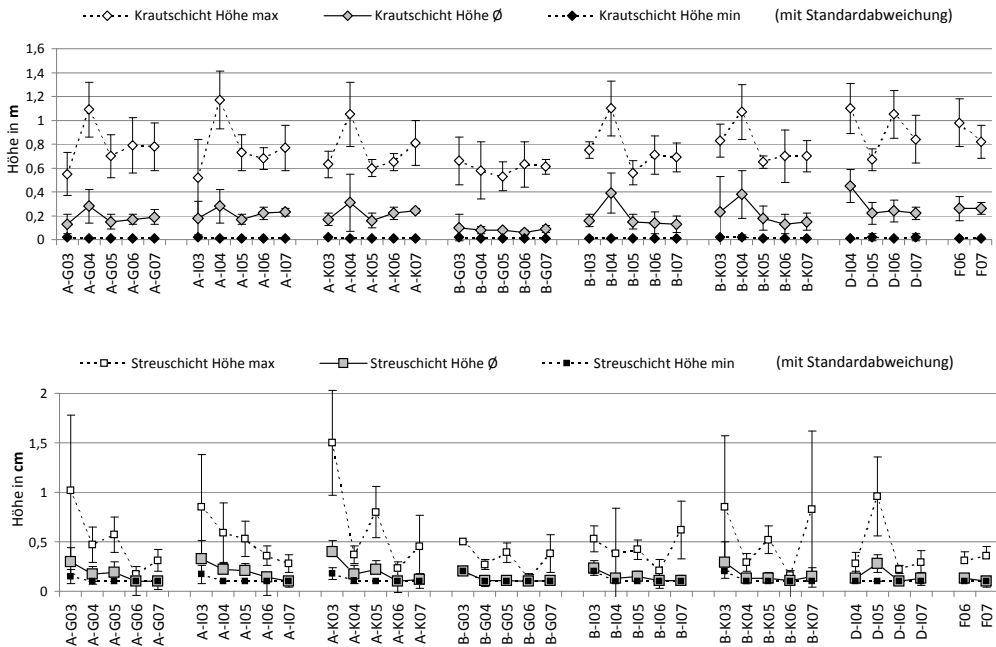 Krautschicht Höhe max Krautschicht Höhe Ø Krautschicht Höhe min (mit Standardabweichung)
Höhe in m
1,6
1,4
1,2
1
0,8
0,6
0,4
0,2
0
A-G03 A-G04 A-G05 A-G06 A-G07 A-I03 A-I04 A-I05 A-I06 A-I07 A-K03 A-K04 A-K05 A-K06 A-K07 B-G03 B-G04 B-G05 B-G06 B-G07 B-I03 B-I04 B-I05 B-I06 B-I07 B-K03 B-K04 B-K05 B-K06 B-K07 D-I04 D-I05 D-I06 D-I07 F06 F07
Streuschicht Höhe max Streuschicht Höhe Ø Streuschicht Höhe min (mit Standardabweichung)
Höhe in cm
2
1,5
1
0,5
0
A-G03 A-G04 A-G05 A-G06 A-G07 A-I03 A-I04 A-I05 A-I06 A-I07 A-K03 A-K04 A-K05 A-K06 A-K07 B-G03 B-G04 B-G05 B-G06 B-G07 B-I03 B-I04 B-I05 B-I06 B-I07 B-K03 B-K04 B-K05 B-K06 B-K07 D-I04 D-I05 D-I06 D-I07 F06 F07